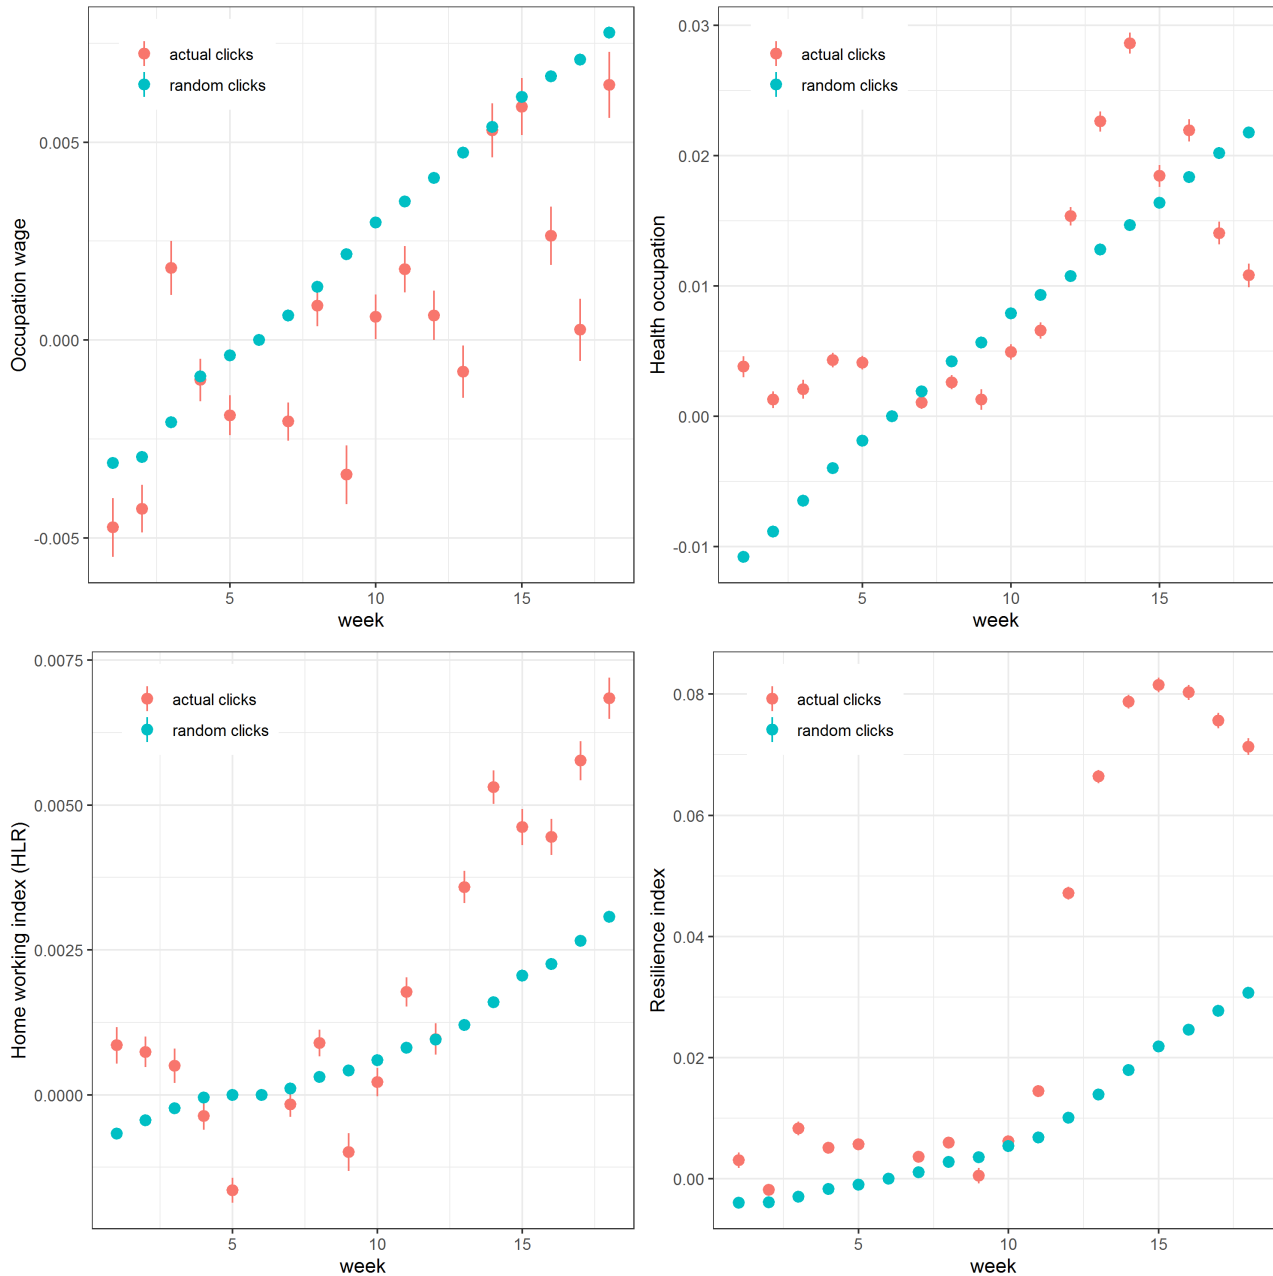 actual clicks
random clicks
0.005
0.000
-0.005
Occupation wage
5 10 15
week
actual clicks
random clicks
0.03
0.02
0.01
0.00
-0.01
Health occupation
5 10 15
week
actual clicks
random clicks
0.0075
0.0050
0.0025
0.0000
Home working index (HLR)
5 10 15
week
actual clicks
random clicks
0.08
0.06
0.04
0.02
0.00
Resilience index
5 10 15
week